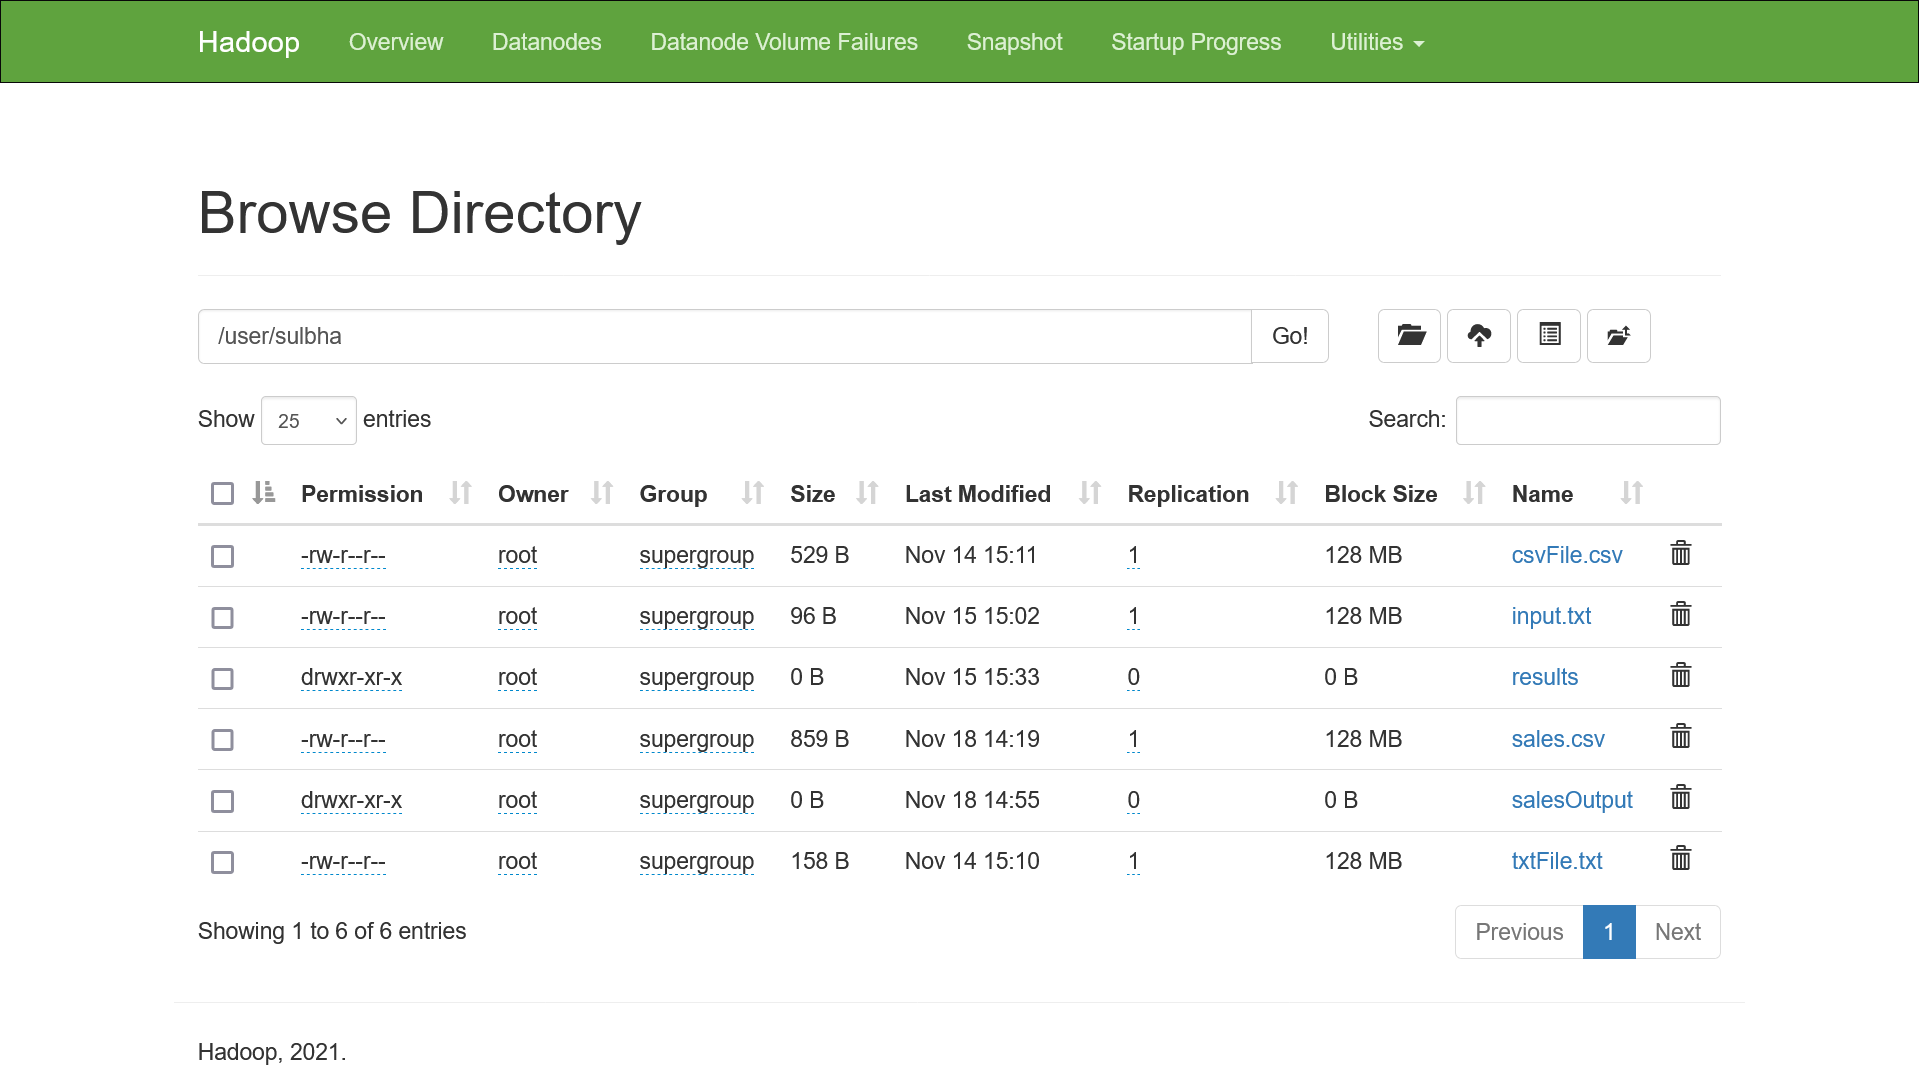 Hadoop Overview Datanodes Datanode Volume Failures Snapshot Startup Progress Utilities
Browse Directory
/user/sulbha Go!
Show 25 entries Search:
Permission Owner Group Size Last Modified Replication Block Size Name
-rw-r--r-- root supergroup 529 B Nov 14 15:11 1 128 MB csvFile.csv
-rw-r--r-- root supergroup 96 B Nov 15 15:02 1 128 MB input.txt
drwxr-xr-x root supergroup 0 B Nov 15 15:33 0 0 B results
-rw-r--r-- root supergroup 859 B Nov 18 14:19 1 128 MB sales.csv
drwxr-xr-x root supergroup 0 B Nov 18 14:55 0 0 B salesOutput
-rw-r--r-- root supergroup 158 B Nov 14 15:10 1 128 MB txtFile.txt
Showing 1 to 6 of 6 entries Previous 1 Next
Hadoop, 2021.